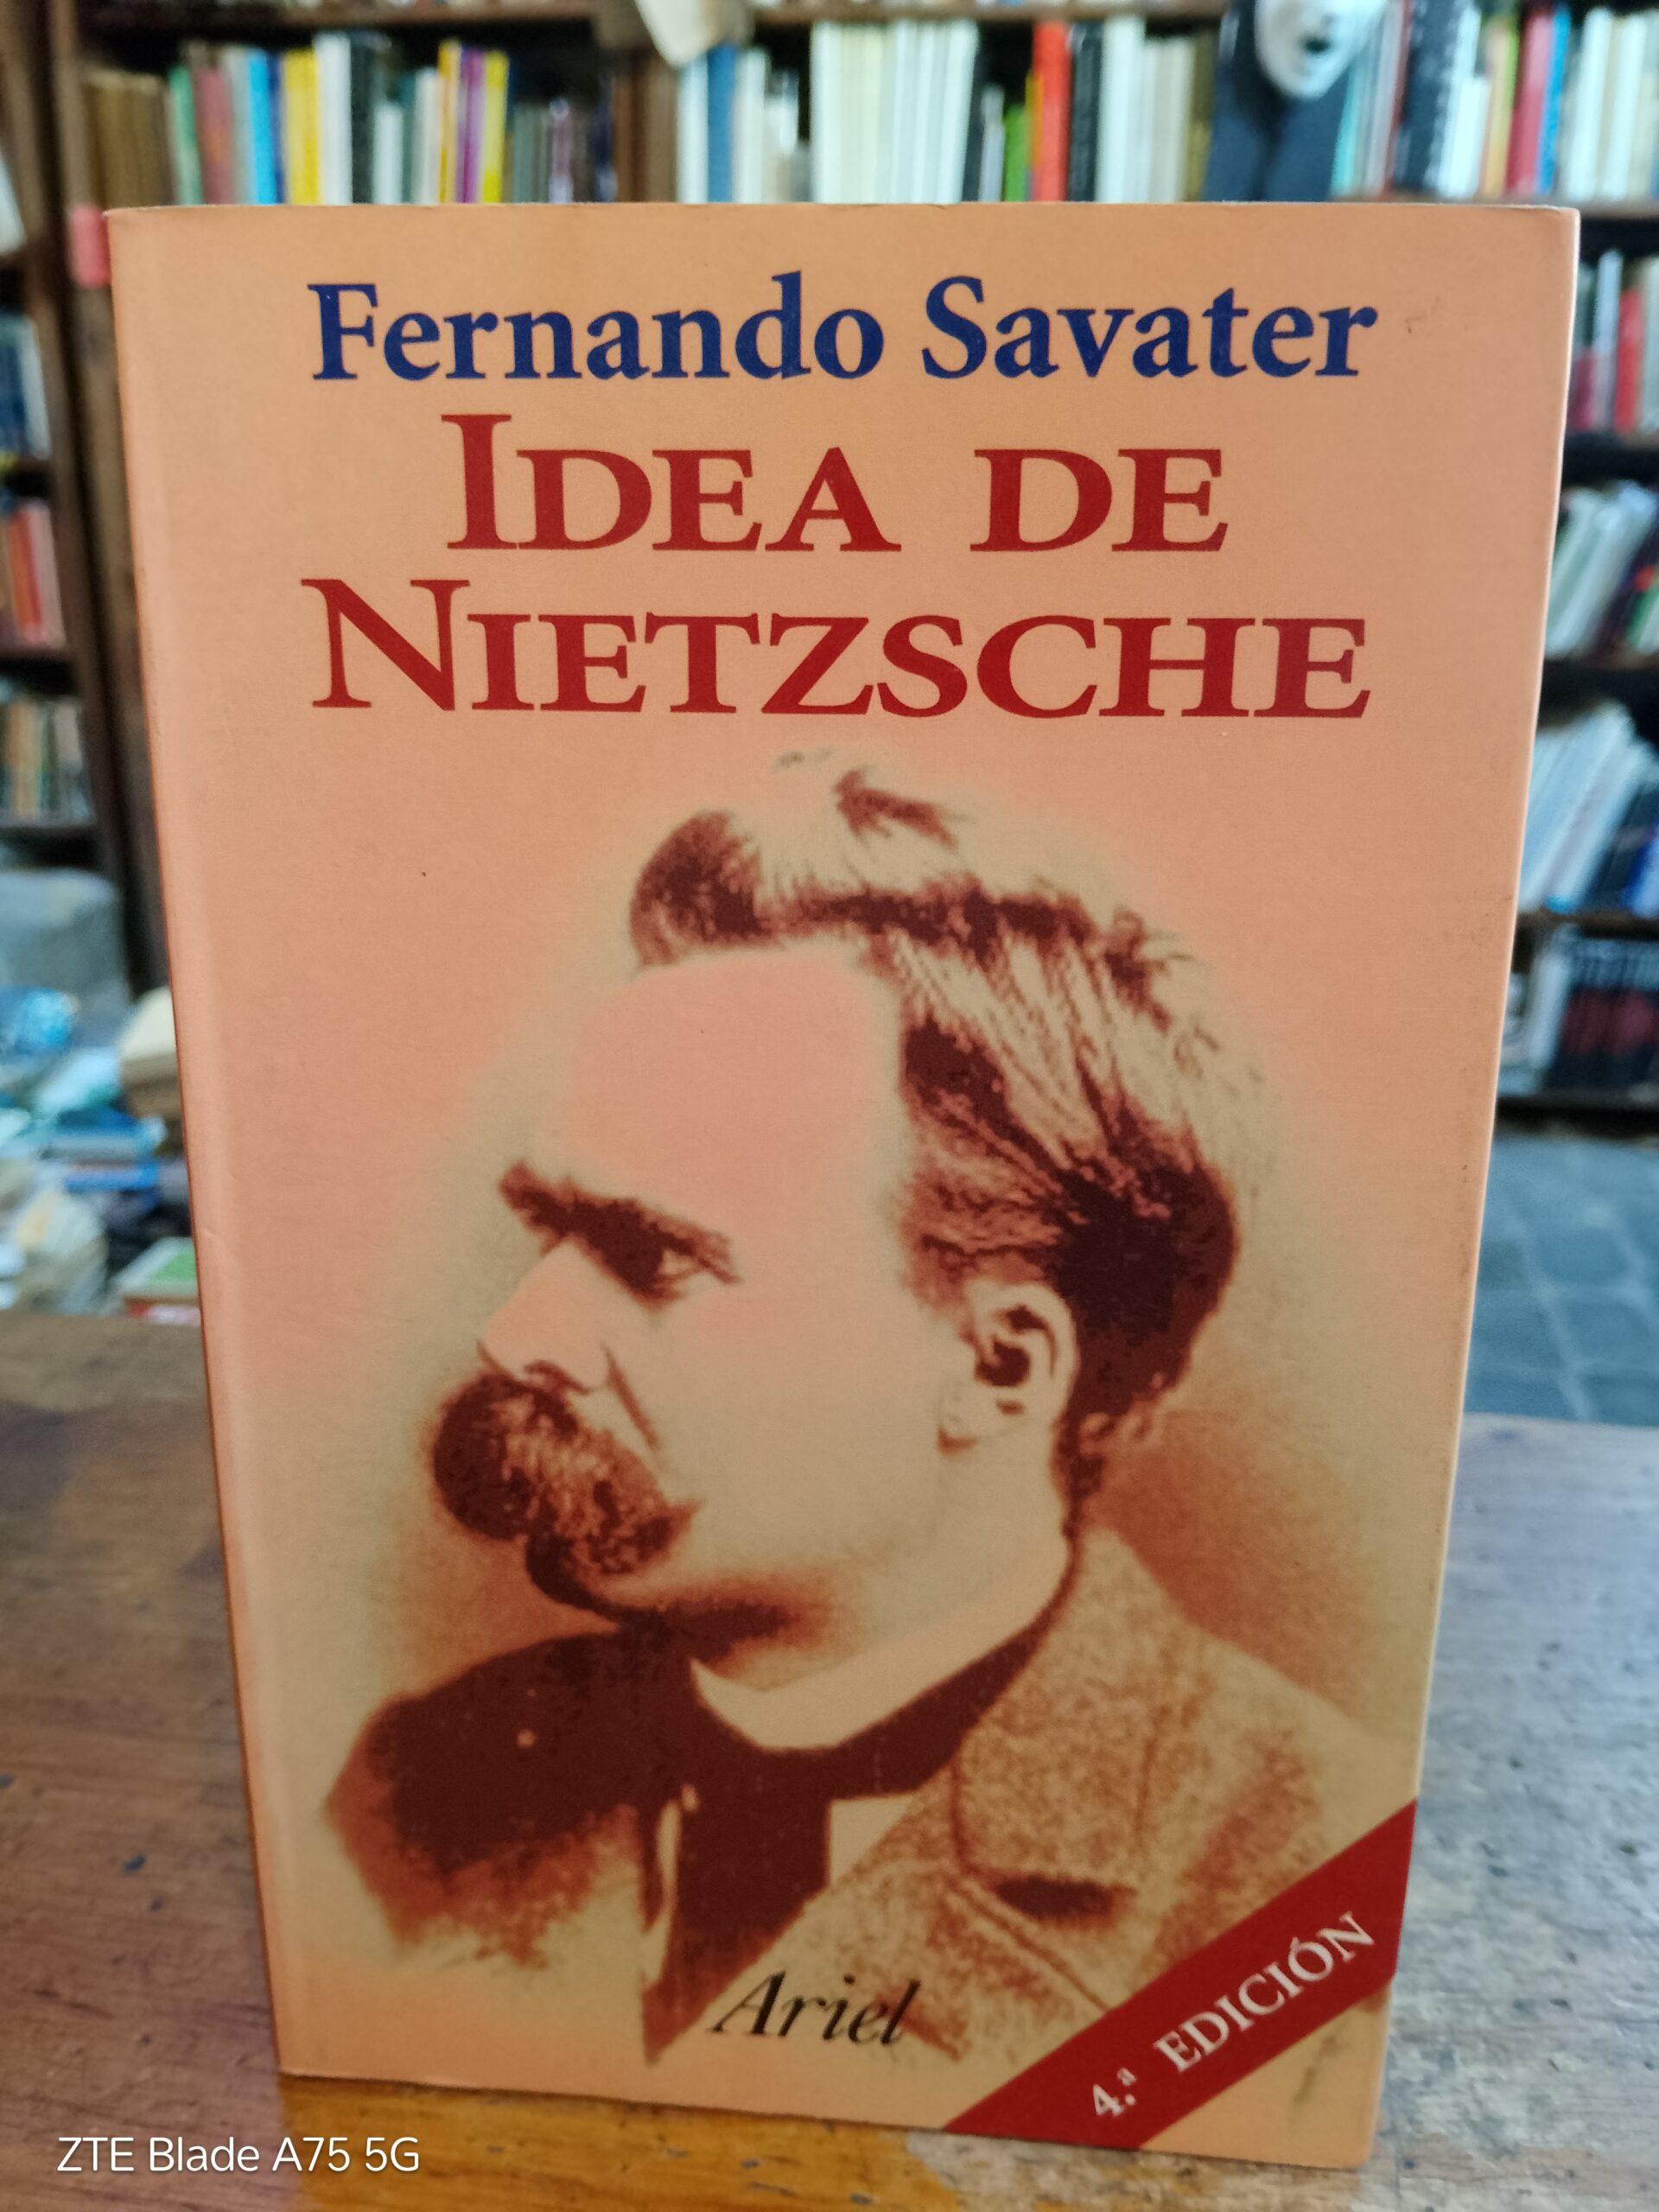 Fernando Savater
IDEA DE
NIETZSCHE
Ariel
4.ª EDICIÓN
ZTE Blade A75 5G